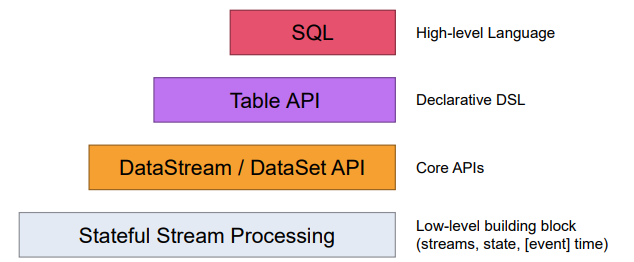 SQL
High-level Language
Table API
Declarative DSL
DataStream / DataSet API
Core APIs
Stateful Stream Processing
Low-level building block
(streams, state, [event] time)